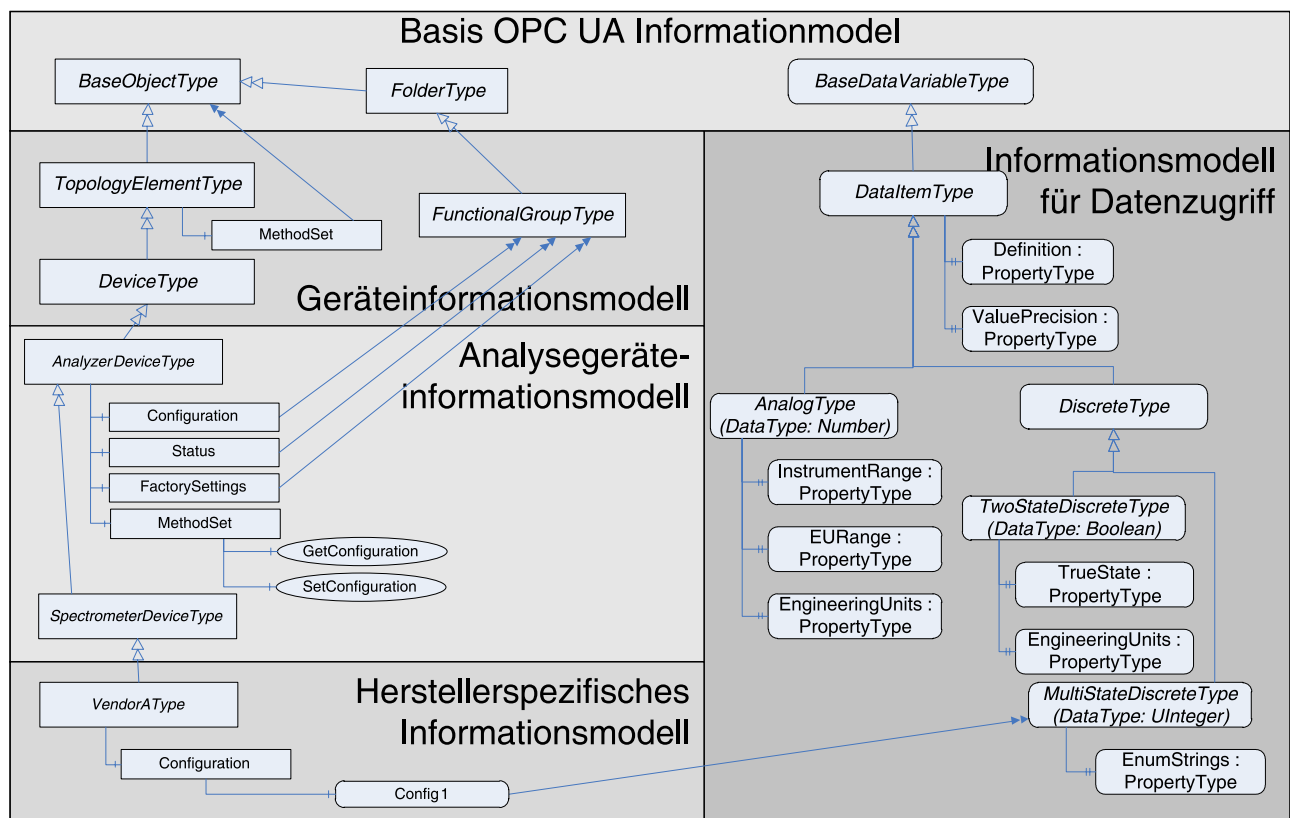 Basis OPC UA Informationmodel
BaseObjectType
FolderType
BaseDataVariableType
TopologyElementType
MethodSet
FunctionalGroupType
DeviceType
Geräteinformationsmodell
Informationsmodell
für Datenzugriff
DataItemType
Definition :
PropertyType
ValuePrecision :
PropertyType
AnalogType
(DataType: Number)
DiscreteType
InstrumentRange :
PropertyType
EURange :
PropertyType
EngineeringUnits :
PropertyType
TwoStateDiscreteType
(DataType: Boolean)
TrueState :
PropertyType
EngineeringUnits :
PropertyType
MultiStateDiscreteType
(DataType: UInteger)
EnumStrings :
PropertyType
AnalyzerDeviceType
Analysegeräte-
informationsmodell
Configuration
Status
FactorySettings
MethodSet
GetConfiguration
SetConfiguration
SpectrometerDeviceType
Herstellerspezifisches
Informationsmodell
VendorAType
Configuration
Config1